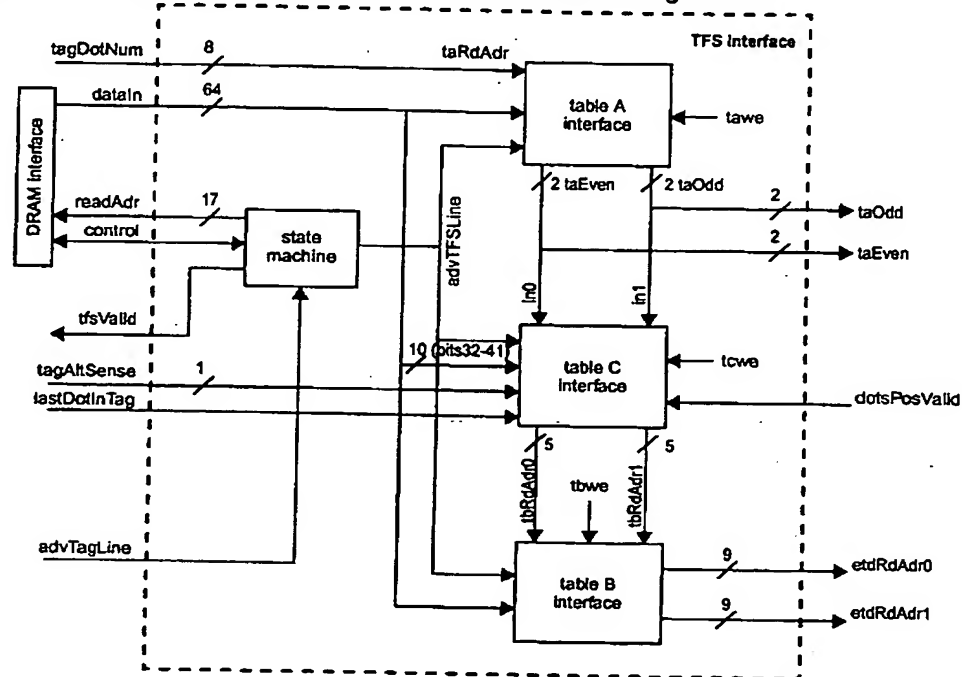 TFS Interface
tagDotNum
8
taRdAdr
dataIn
64
table A
interface
tawe
DRAM Interface
2 taEven
2 taOdd
readAdr
17
2
taOdd
control
state
machine
advTFSLine
2
taEven
in0
in1
tfsValid
10 (bits32-41)
table C
interface
tcwe
tagAltSense
1
lastDotInTag
dotsPosValid
5
5
tbRdAdr0
tbwe
tbRdAdr1
advTagLine
table B
interface
9
etdRdAdr0
9
etdRdAdr1